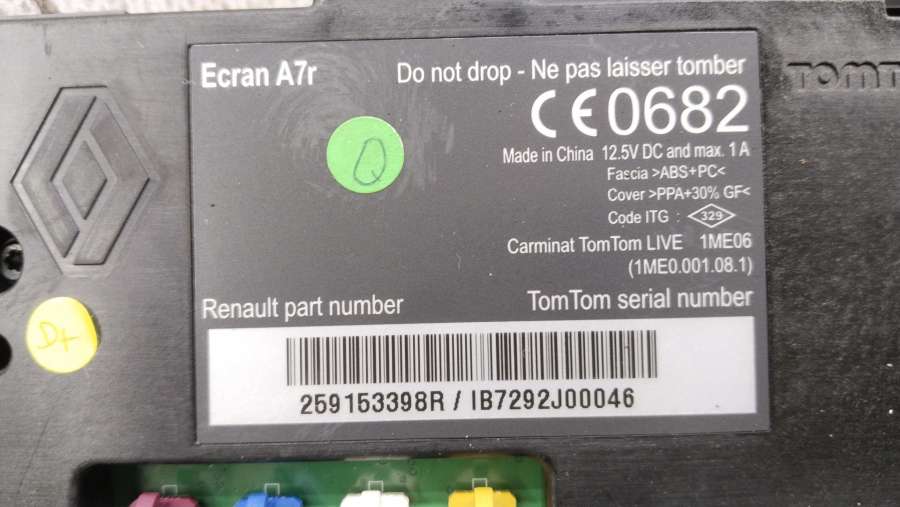 Ecran A7r
Do not drop - Ne pas laisser tomber
CE0682
Made in China 12.5V DC and max. 1 A
Fascia >ABS+PC<
Cover >PPA+30% GF<
Code ITG : 329
Carminat TomTom LIVE 1ME06
(1ME0.001.08.1)
Renault part number
TomTom serial number
259153398R / IB7292J00046
TOMT
Q
D+